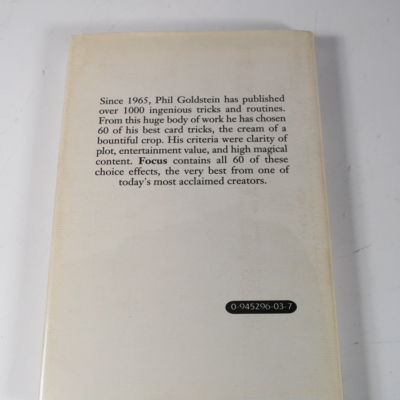 Since 1965, Phil Goldstein has published
over 1000 ingenious tricks and routines.
From this huge body of work he has chosen
60 of his best card tricks, the cream of a
bountiful crop. His criteria were clarity of
plot, entertainment value, and high magical
content. Focus contains all 60 of these
choice effects, the very best from one of
today's most acclaimed creators.
0-945296-03-7